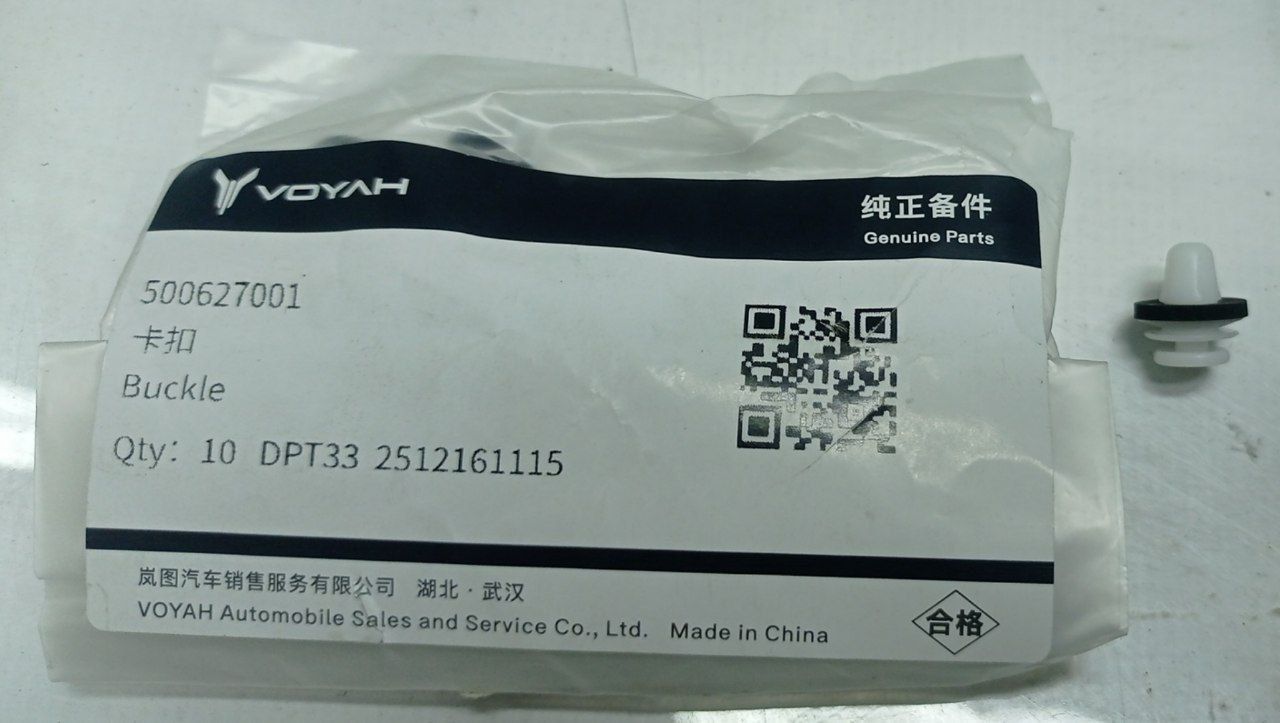 VOYAH
纯正备件
Genuine Parts
500627001
卡扣
Buckle
Qty: 10 DPT33 2512161115
岚图汽车销售服务有限公司 湖北·武汉
VOYAH Automobile Sales and Service Co., Ltd. Made in China
合格